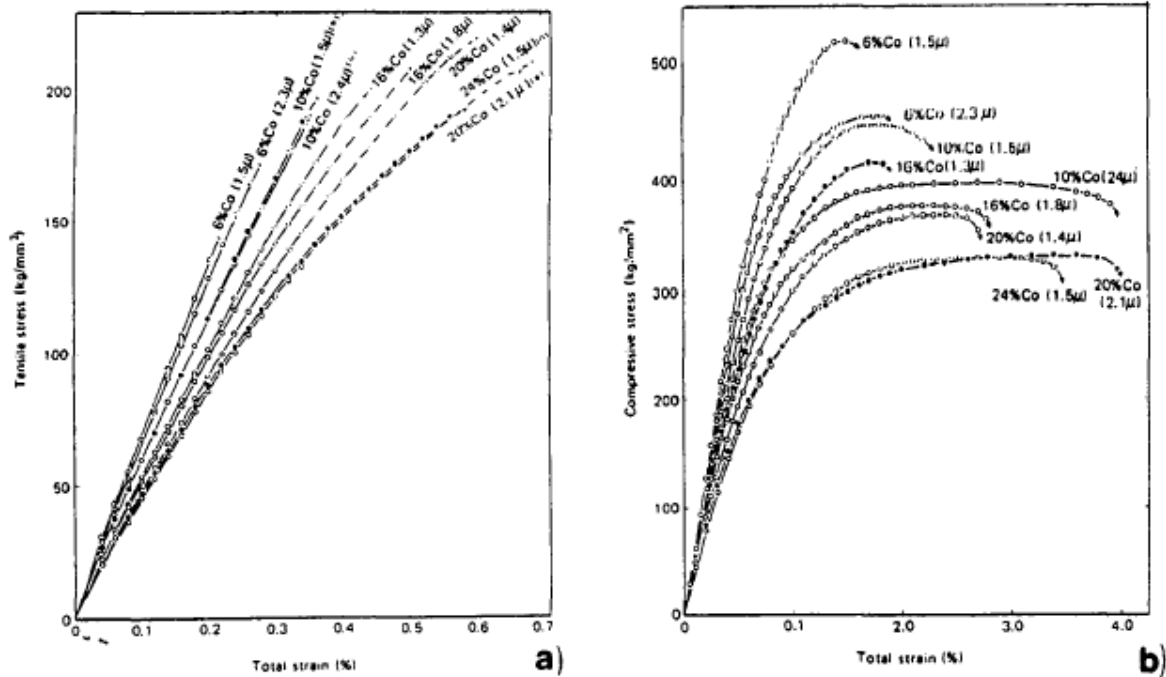 200
150
100
50
0
Tensile stress (kg/mm²)
6%Co (1.5μ)
6%Co (2.3μ)
10%Co (1.5μ)
10%Co (2.4μ)
16%Co (1.3μ)
16%Co (1.8μ)
20%Co (1.4μ)
24%Co (1.5μ)
20%Co (2.1μ)
0 0.1 0.2 0.3 0.4 0.5 0.6 0.7
Total strain (%)
a)
500
400
300
200
100
0
Compressive stress (kg/mm²)
6%Co (1.5μ)
6%Co (2.3μ)
10%Co (1.5μ)
16%Co (1.3μ)
10%Co (24μ)
16%Co (1.8μ)
20%Co (1.4μ)
24%Co (1.5μ)
20%Co
(2.1μ)
0 0.1 2.0 3.0 4.0
Total strain (%)
b)